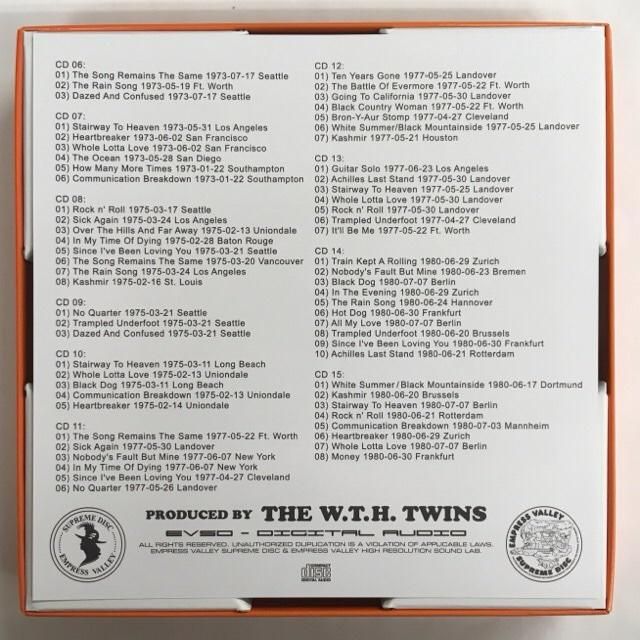 CD 06:
01) The Song Remains The Same 1973-07-17 Seattle
02) The Rain Song 1973-05-19 Ft. Worth
03) Dazed And Confused 1973-07-17 Seattle
CD 07:
01) Stairway To Heaven 1973-05-31 Los Angeles
02) Heartbreaker 1973-06-02 San Francisco
03) Whole Lotta Love 1973-06-02 San Francisco
04) The Ocean 1973-05-28 San Diego
05) How Many More Times 1973-01-22 Southampton
06) Communication Breakdown 1973-01-22 Southampton
CD 08:
01) Rock n' Roll 1975-03-17 Seattle
02) Sick Again 1975-03-24 Los Angeles
03) Over The Hills And Far Away 1975-02-13 Uniondale
04) In My Time Of Dying 1975-02-28 Baton Rouge
05) Since I've Been Loving You 1975-03-21 Seattle
06) The Song Remains The Same 1975-03-20 Vancouver
07) The Rain Song 1975-03-24 Los Angeles
08) Kashmir 1975-02-16 St. Louis
CD 09:
01) No Quarter 1975-03-21 Seattle
02) Trampled Underfoot 1975-03-21 Seattle
03) Dazed And Confused 1975-03-21 Seattle
CD 10:
01) Stairway To Heaven 1975-03-11 Long Beach
02) Whole Lotta Love 1975-02-13 Uniondale
03) Black Dog 1975-03-11 Long Beach
04) Communication Breakdown 1975-02-13 Uniondale
05) Heartbreaker 1975-02-14 Uniondale
CD 11:
01) The Song Remains The Same 1977-05-22 Ft. Worth
02) Sick Again 1977-05-30 Landover
03) Nobody's Fault But Mine 1977-06-07 New York
04) In My Time Of Dying 1977-06-07 New York
05) Since I've Been Loving You 1977-04-27 Cleveland
06) No Quarter 1977-05-26 Landover
CD 12:
01) Ten Years Gone 1977-05-25 Landover
02) The Battle Of Evermore 1977-05-22 Ft. Worth
03) Going To California 1977-05-30 Landover
04) Black Country Woman 1977-05-22 Ft. Worth
05) Bron-Y-Aur Stomp 1977-04-27 Cleveland
06) White Summer/Black Mountainside 1977-05-25 Landover
07) Kashmir 1977-05-21 Houston
CD 13:
01) Guitar Solo 1977-06-23 Los Angeles
02) Achilles Last Stand 1977-05-30 Landover
03) Stairway To Heaven 1977-05-25 Landover
04) Whole Lotta Love 1977-05-30 Landover
05) Rock n' Roll 1977-05-30 Landover
06) Trampled Underfoot 1977-04-27 Cleveland
07) It'll Be Me 1977-05-22 Ft. Worth
CD 14:
01) Train Kept A Rolling 1980-06-29 Zurich
02) Nobody's Fault But Mine 1980-06-23 Bremen
03) Black Dog 1980-07-07 Berlin
04) In The Evening 1980-06-29 Zurich
05) The Rain Song 1980-06-24 Hannover
06) Hot Dog 1980-06-30 Frankfurt
07) All My Love 1980-07-07 Berlin
08) Trampled Underfoot 1980-06-20 Brussels
09) Since I've Been Loving You 1980-06-30 Frankfurt
10) Achilles Last Stand 1980-06-21 Rotterdam
CD 15:
01) White Summer/Black Mountainside 1980-06-17 Dortmund
02) Kashmir 1980-06-20 Brussels
03) Stairway To Heaven 1980-07-07 Berlin
04) Rock n' Roll 1980-06-21 Rotterdam
05) Communication Breakdown 1980-07-03 Mannheim
06) Heartbreaker 1980-06-29 Zurich
07) Whole Lotta Love 1980-07-07 Berlin
08) Money 1980-06-30 Frankfurt
PRODUCED BY THE W.T.H. TWINS
EVSD - DIGITAL AUDIO
ALL RIGHTS RESERVED. UNAUTHORIZED DUPLICATION IS A VIOLATION OF APPLICABLE LAWS.
EMPRESS VALLEY SUPREME DISC & EMPRESS VALLEY HIGH RESOLUTION SOUND LAB.
SUPREME DISC
EMPRESS VALLEY
COMPACT
disc
DIGITAL AUDIO
EMPRESS VALLEY
SUPREME DISC